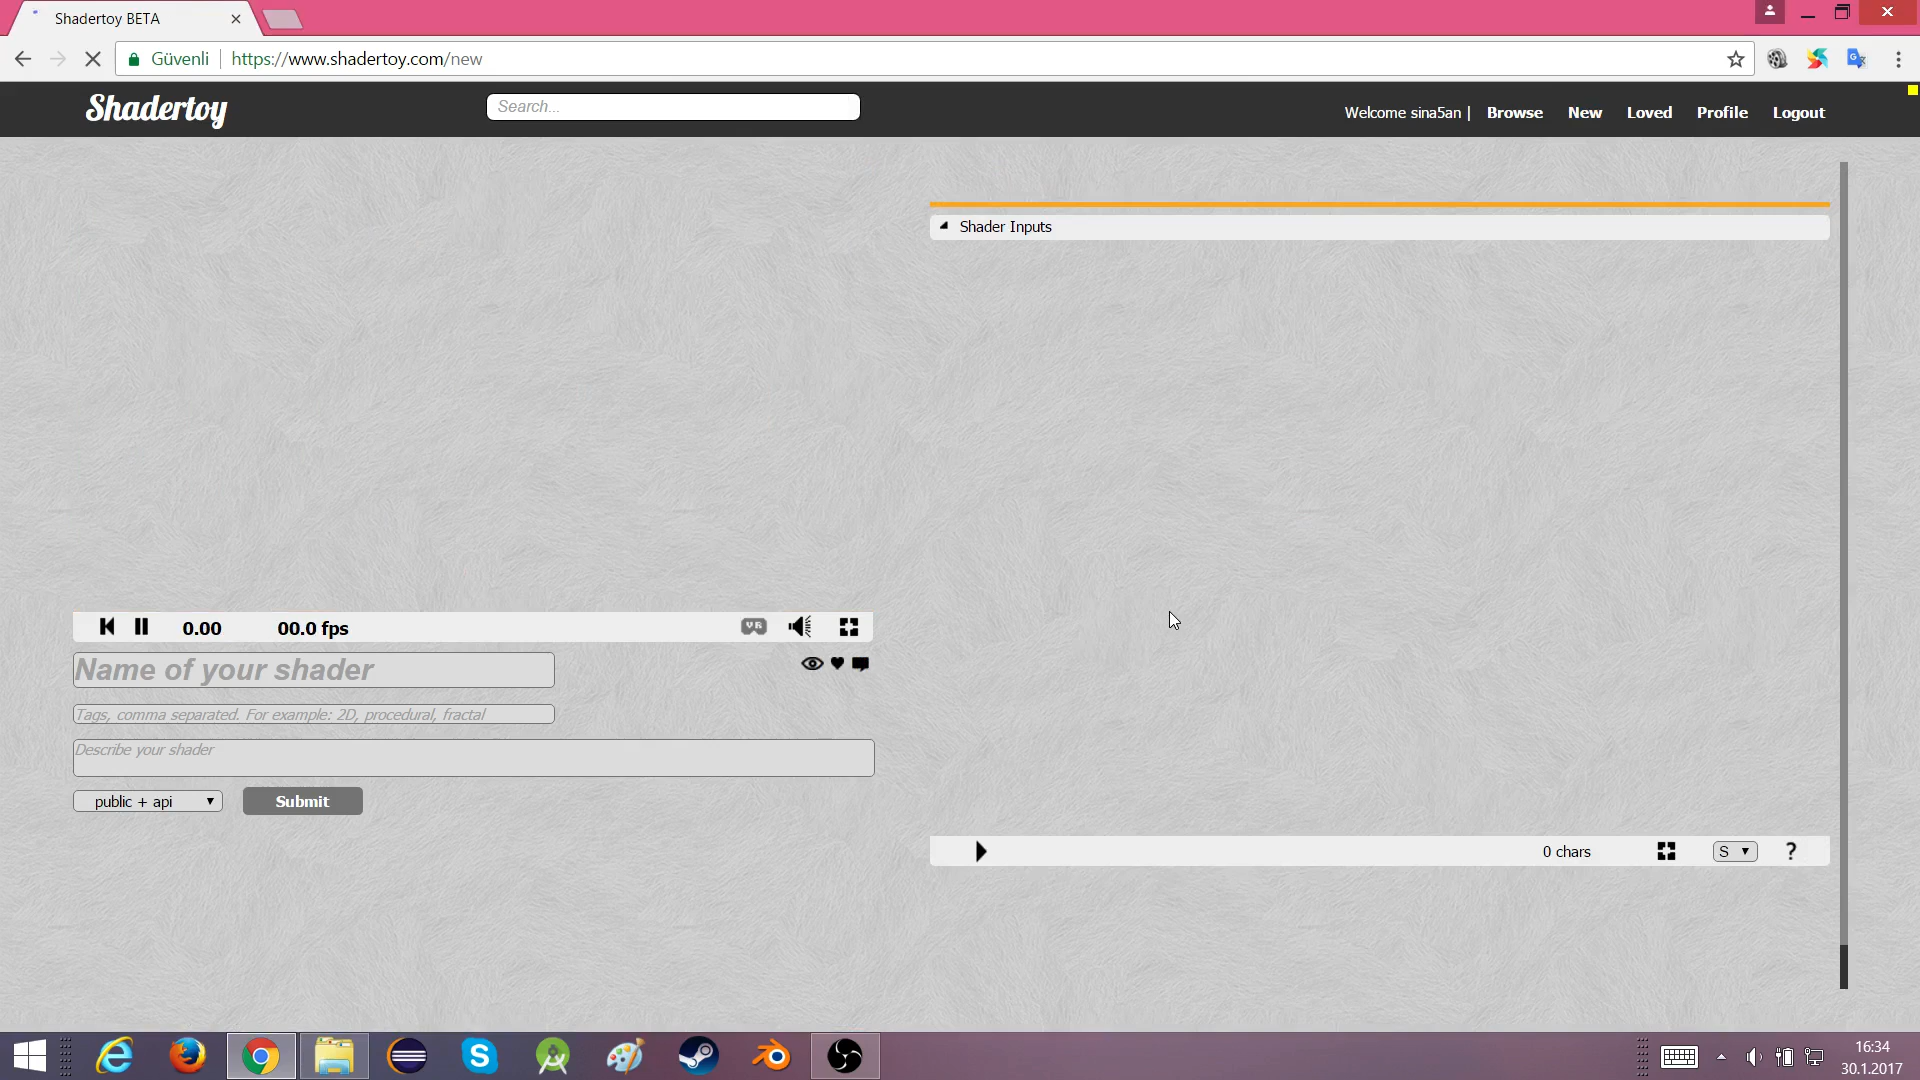 Shadertoy BETA
Güvenli https://www.shadertoy.com/new
Shadertoy
Search...
Welcome sina5an | Browse New Loved Profile Logout
Shader Inputs
0.00 00.0 fps
VR
Name of your shader
Tags, comma separated. For example: 2D, procedural, fractal
Describe your shader
public + api
Submit
0 chars
S
?
16:34
30.1.2017